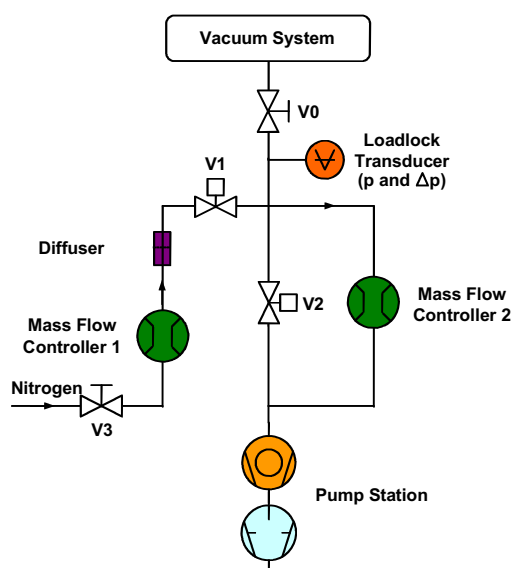 Vacuum System
V0
Loadlock
Transducer
(p and Δp)
V1
Diffuser
V2
Mass Flow
Controller 2
Mass Flow
Controller 1
Nitrogen
V3
Pump Station